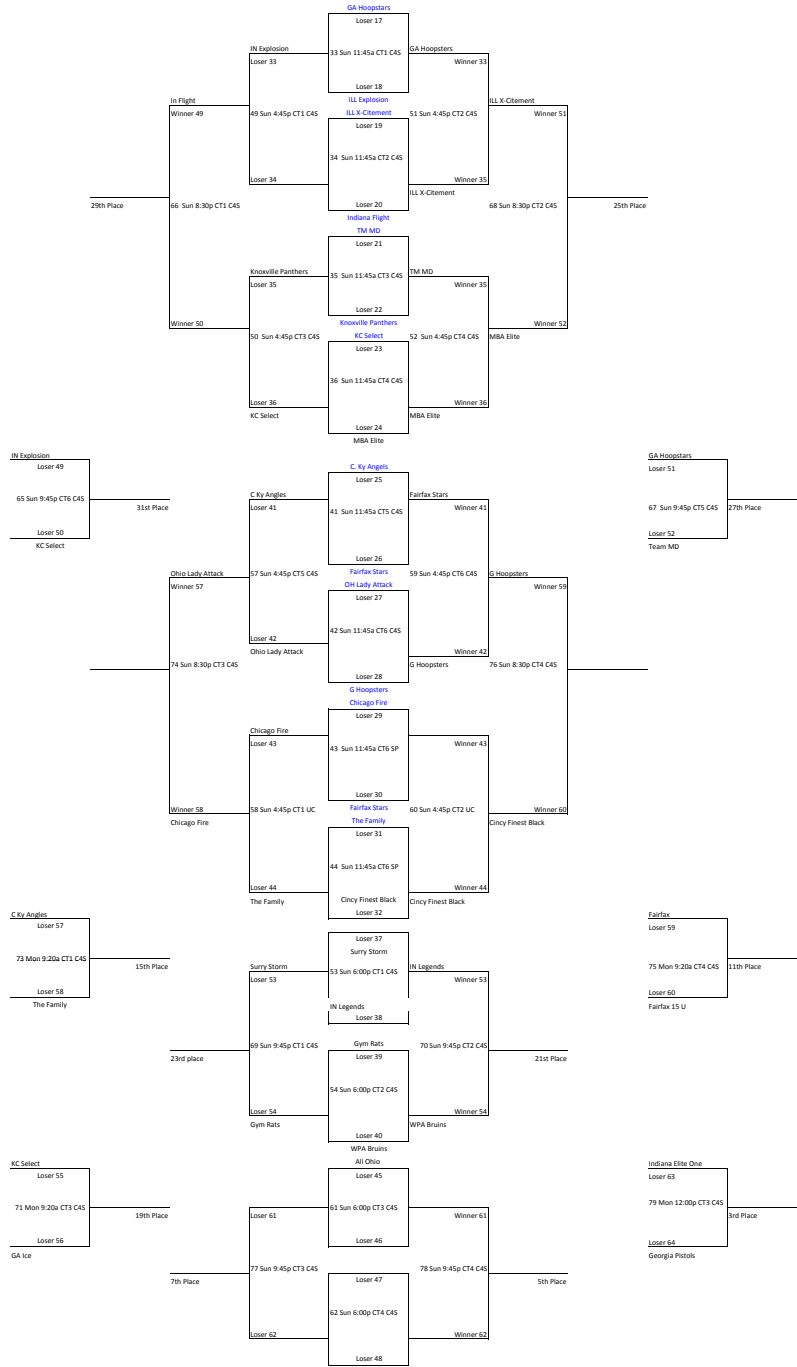 GA Hoopstars
Loser 17
IN Explosion
33 Sun 11:45a CT1 C4S
GA Hoopsters
Loser 33
Winner 33
Loser 18
In Flight
ILL Explosion
ILL X-Citement
Winner 49
49 Sun 4:45p CT1 C4S
ILL X-Citement
51 Sun 4:45p CT2 C4S
Winner 51
Loser 19
34 Sun 11:45a CT2 C4S
Loser 34
Winner 35
ILL X-Citement
29th Place
66 Sun 8:30p CT1 C4S
Loser 20
68 Sun 8:30p CT2 C4S
25th Place
Indiana Flight
TM MD
Loser 21
Knoxville Panthers
35 Sun 11:45a CT3 C4S
TM MD
Loser 35
Winner 35
Loser 22
Winner 50
Knoxville Panthers
Winner 52
50 Sun 4:45p CT3 C4S
KC Select
52 Sun 4:45p CT4 C4S
MBA Elite
Loser 23
36 Sun 11:45a CT4 C4S
Loser 36
Winner 36
KC Select
MBA Elite
Loser 24
MBA Elite
IN Explosion
GA Hoopstars
Loser 49
C. Ky Angels
Loser 51
Loser 25
C Ky Angles
Fairfax Stars
65 Sun 9:45p CT6 C4S
31st Place
Loser 41
41 Sun 11:45a CT5 C4S
Winner 41
67 Sun 9:45p CT5 C4S
27th Place
Loser 50
Loser 52
KC Select
Loser 26
Team MD
Ohio Lady Attack
57 Sun 4:45p CT5 C4S
Fairfax Stars
59 Sun 4:45p CT6 C4S
G Hoopsters
Winner 57
OH Lady Attack
Winner 59
Loser 27
42 Sun 11:45a CT6 C4S
Loser 42
Winner 42
Ohio Lady Attack
G Hoopsters
74 Sun 8:30p CT3 C4S
Loser 28
76 Sun 8:30p CT4 C4S
G Hoopsters
Chicago Fire
Loser 29
Chicago Fire
Loser 43
43 Sun 11:45a CT6 SP
Winner 43
Loser 30
Winner 58
58 Sun 4:45p CT1 UC
Fairfax Stars
60 Sun 4:45p CT2 UC
Winner 60
Chicago Fire
The Family
Cincy Finest Black
Loser 31
44 Sun 11:45a CT6 SP
Loser 44
Winner 44
The Family
Cincy Finest Black
Cincy Finest Black
C Ky Angles
Loser 32
Fairfax
Loser 57
Loser 59
Loser 37
Surry Storm
73 Mon 9:20a CT1 C4S
15th Place
Surry Storm
53 Sun 6:00p CT1 C4S
IN Legends
75 Mon 9:20a CT4 C4S
11th Place
Loser 53
Winner 53
Loser 58
Loser 60
The Family
IN Legends
Fairfax 15 U
Loser 38
Gym Rats
23rd place
69 Sun 9:45p CT1 C4S
Loser 39
70 Sun 9:45p CT2 C4S
21st Place
54 Sun 6:00p CT2 C4S
Loser 54
Winner 54
Gym Rats
WPA Bruins
Loser 40
WPA Bruins
KC Select
All Ohio
Indiana Elite One
Loser 55
Loser 45
Loser 63
71 Mon 9:20a CT3 C4S
19th Place
Loser 61
61 Sun 6:00p CT3 C4S
Winner 61
79 Mon 12:00p CT3 C4S
3rd Place
Loser 56
Loser 46
Loser 64
GA Ice
Georgia Pistols
7th Place
77 Sun 9:45p CT3 C4S
Loser 47
78 Sun 9:45p CT4 C4S
5th Place
62 Sun 6:00p CT4 C4S
Loser 62
Winner 62
Loser 48